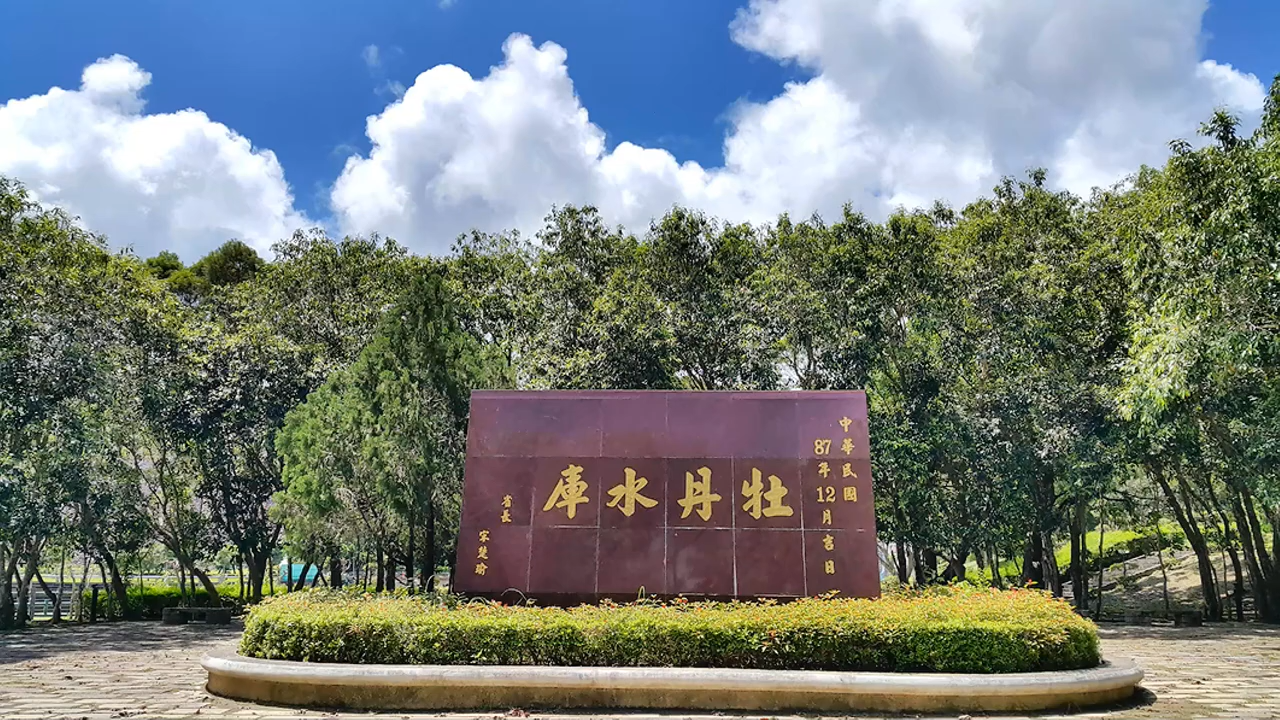 中華民國
87年12月吉日
牡丹水庫
省長
宋楚瑜